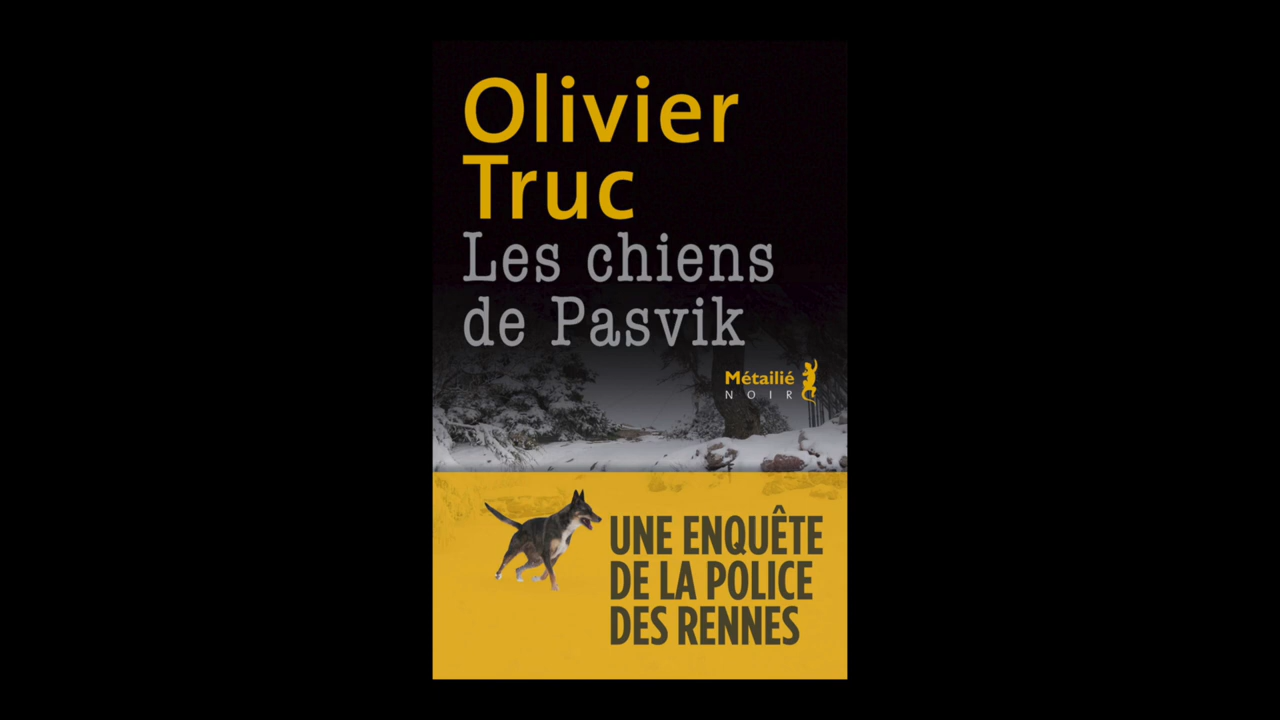 Olivier
Truc
Les chiens
de Pasvik
Métailié
NOIR
UNE ENQUÊTE
DE LA POLICE
DES RENNES